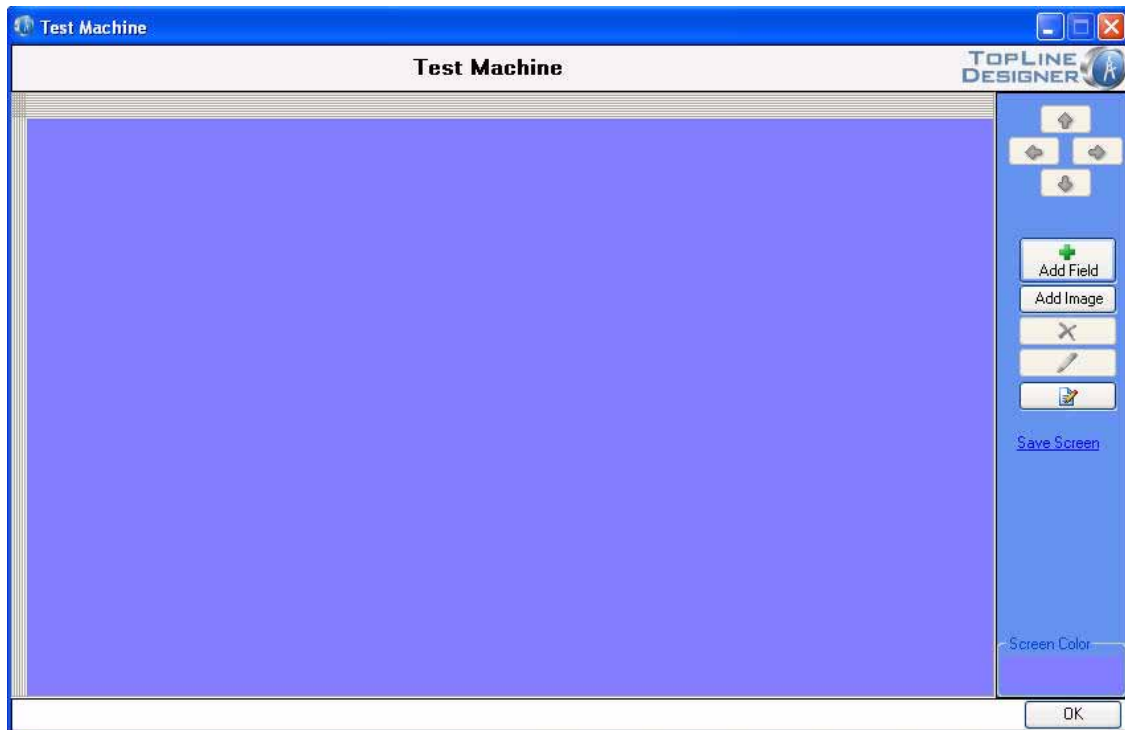 Test Machine
Test Machine
TOPLINE
DESIGNER
Add Field
Add Image
Save Screen
Screen Color
OK